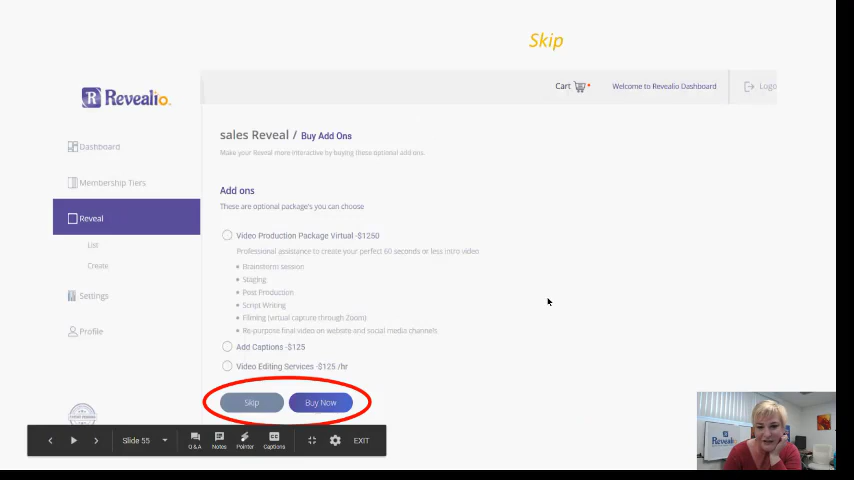 Skip
Revealio.
Cart
Welcome to Revealio Dashboard
Logo
Dashboard
Membership Tiers
Reveal
List
Create
Settings
Profile
sales Reveal / Buy Add Ons
Make your Reveal more interactive by buying these optional add ons.
Add ons
These are optional package's you can choose
Video Production Package Virtual -$1250
Professional assistance to create your perfect 60 seconds or less intro video
Brainstorm session
Staging
Post Production
Script Writing
Filming (virtual capture through Zoom)
Re-purpose final video on website and social media channels
Add Captions -$125
Video Editing Services -$125 /hr
Skip
Buy Now
Slide 55
Q & A
Notes
Pointer
Captions
EXIT